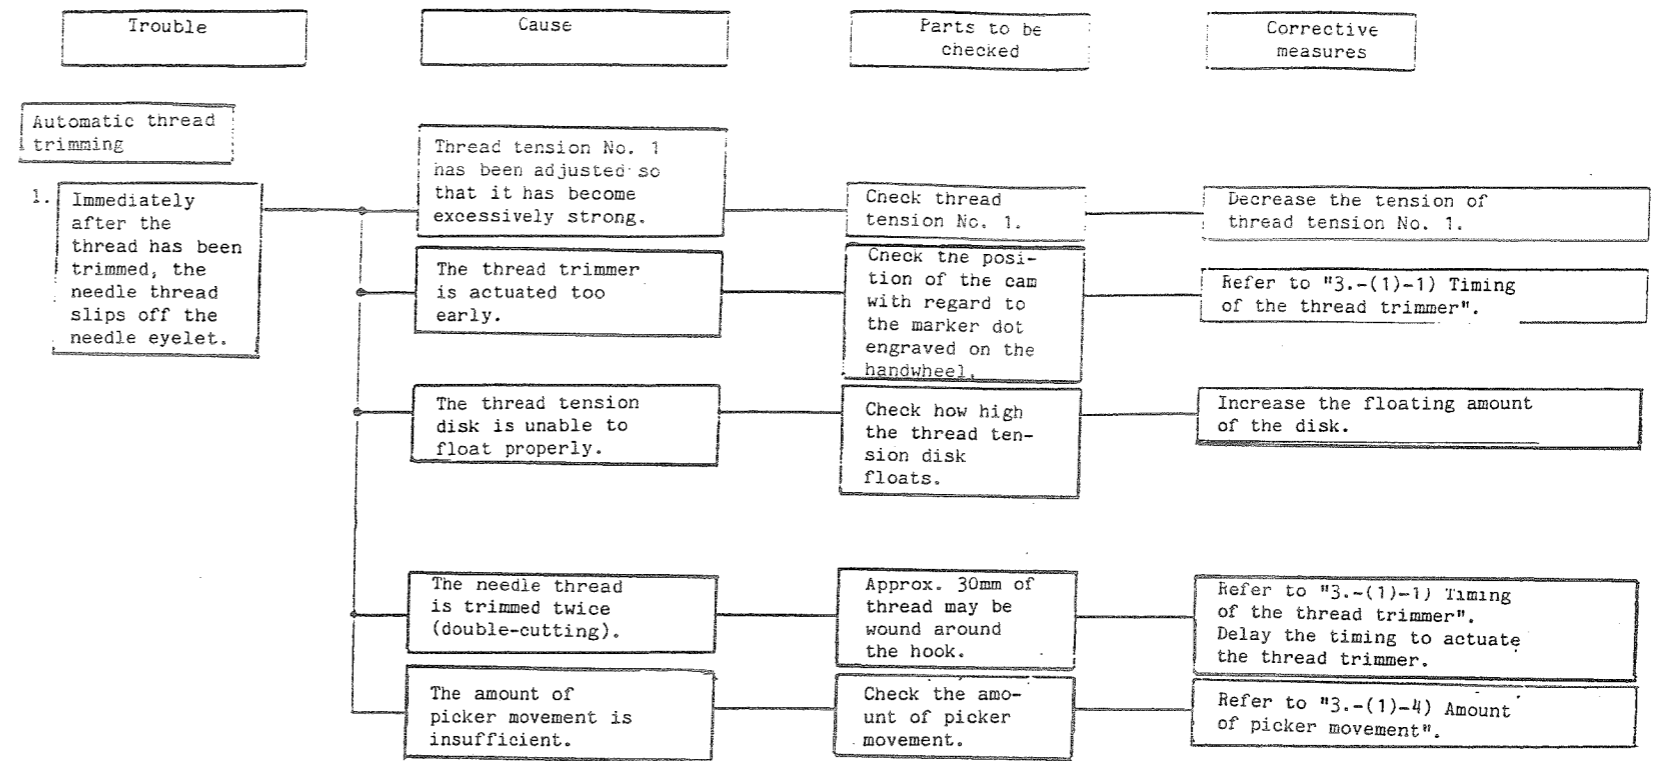 Trouble
Cause
Parts to be
checked
Corrective
measures
Automatic thread
trimming
1.
Immediately
after the
thread has been
trimmed, the
needle thread
slips off the
needle eyelet.
Thread tension No. 1
has been adjusted so
that it has become
excessively strong.
Check thread
tension No. 1.
Decrease the tension of
thread tension No. 1.
The thread trimmer
is actuated too
early.
Check the posi-
tion of the cam
with regard to
the marker dot
engraved on the
handwheel.
Refer to "3.-(1)-1) Timing
of the thread trimmer".
The thread tension
disk is unable to
float properly.
Check how high
the thread ten-
sion disk
floats.
Increase the floating amount
of the disk.
The needle thread
is trimmed twice
(double-cutting).
Approx. 30mm of
thread may be
wound around
the hook.
Refer to "3.-(1)-1) Timing
of the thread trimmer".
Delay the timing to actuate
the thread trimmer.
The amount of
picker movement is
insufficient.
Check the amo-
unt of picker
movement.
Refer to "3.-(1)-4) Amount
of picker movement".